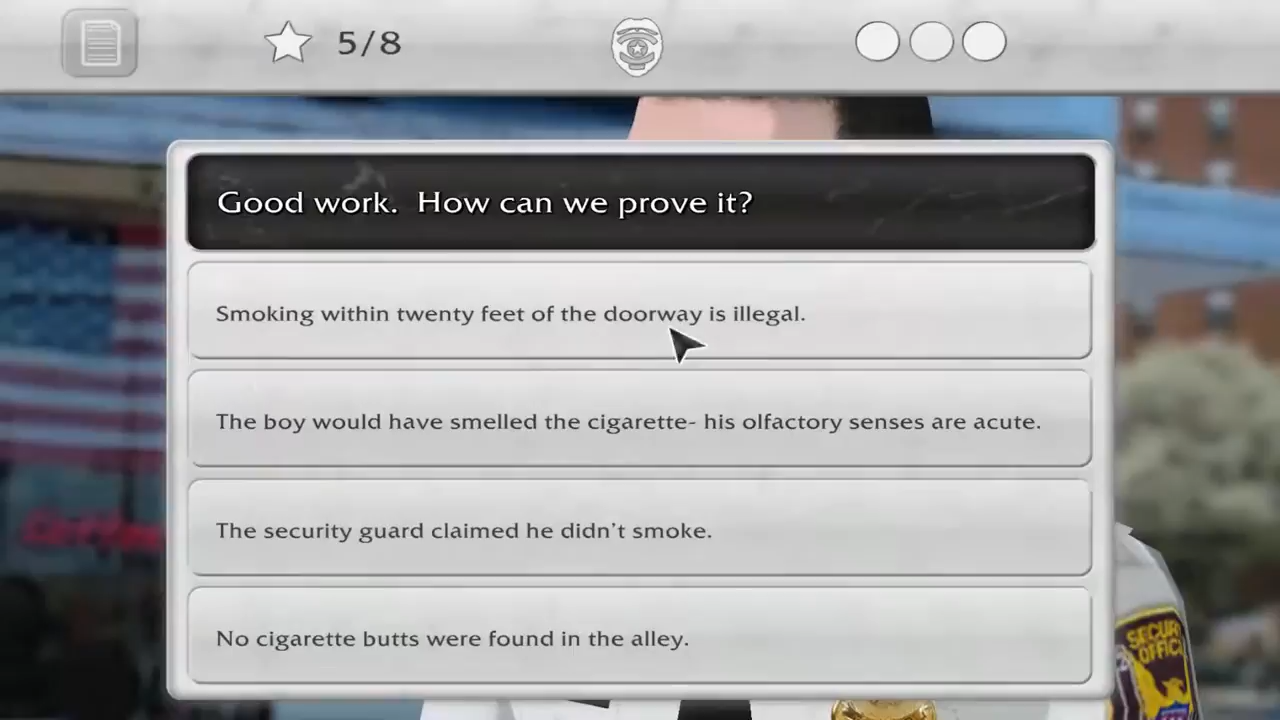 5/8
Good work. How can we prove it?
Smoking within twenty feet of the doorway is illegal.
The boy would have smelled the cigarette- his olfactory senses are acute.
The security guard claimed he didn't smoke.
No cigarette butts were found in the alley.